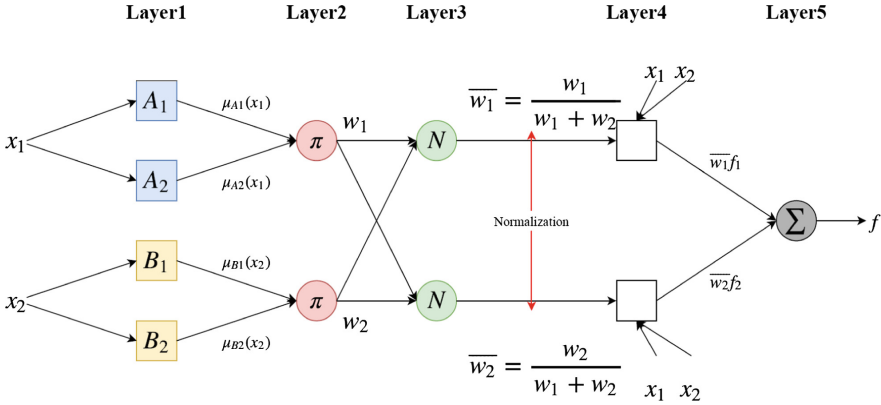 Layer1 Layer2 Layer3 Layer4 Layer5
x₁ x₂
w̅₁ = w₁ / (w₁ + w₂)
A₁ μA1(x₁) w₁
x₁ π N
w̅₁f₁
A₂ μA2(x₁)
Normalization Σ f
B₁ μB1(x₂)
w̅₂f₂
x₂ π N
B₂ μB2(x₂) w₂
w̅₂ = w₂ / (w₁ + w₂)
x₁ x₂